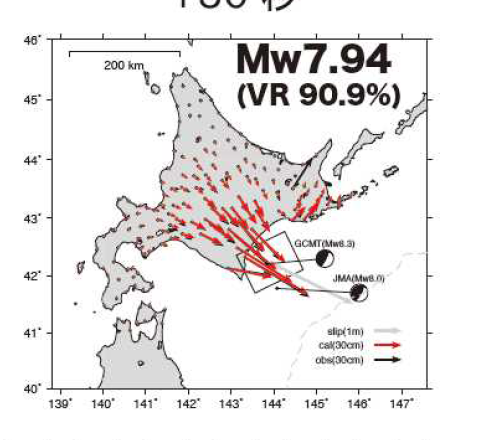 秒
Mw7.94
(VR 90.9%)
200 km
46°
45°
44°
43°
42°
41°
40°
GCMT(Mw8.3)
JMA(Mw8.0)
slip(1m)
cal(30cm)
obs(30cm)
139° 140° 141° 142° 143° 144° 145° 146° 147°